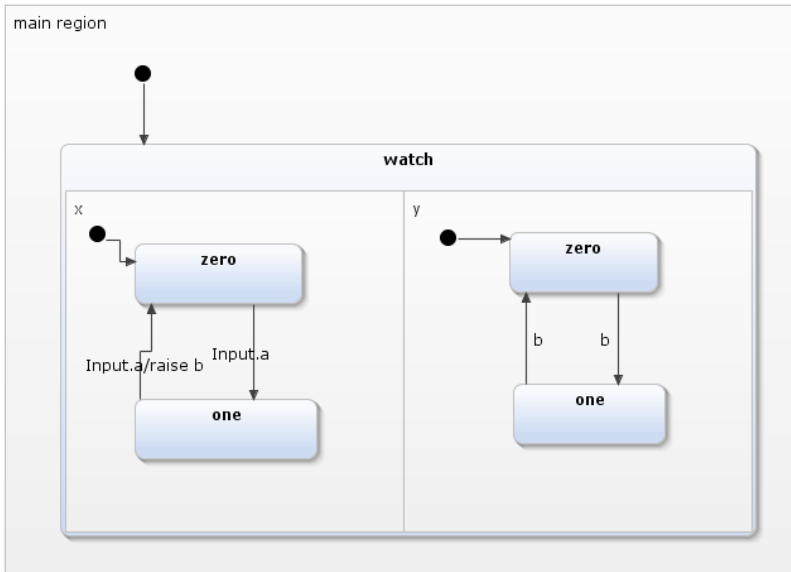 main region
watch
x
zero
Input.a/raise b
Input.a
one
y
zero
b
b
one